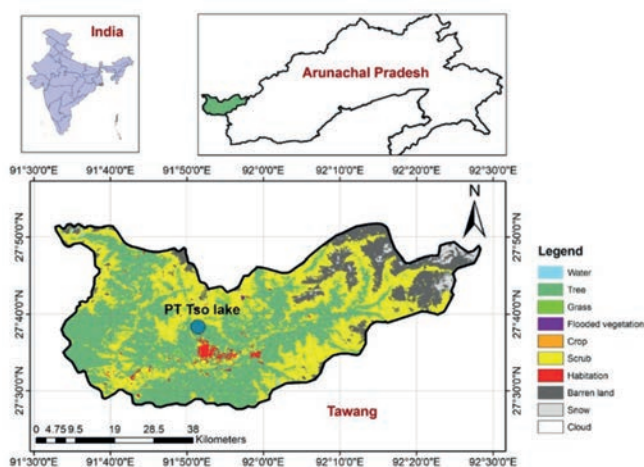 India
Arunachal Pradesh
91°30'0"E 91°40'0"E 91°50'0"E 92°0'0"E 92°10'0"E 92°20'0"E 92°30'0"E
N
27°50'0"N
27°50'0"N
Legend
Water
Tree
Grass
Flooded vegetation
Crop
Scrub
Habitation
Barren land
Snow
Cloud
PT Tso lake
27°40'0"N
27°40'0"N
27°30'0"N
27°30'0"N
Tawang
0 4.75 9.5 19 28.5 38
Kilometers
91°30'0"E 91°40'0"E 91°50'0"E 92°0'0"E 92°10'0"E 92°20'0"E 92°30'0"E